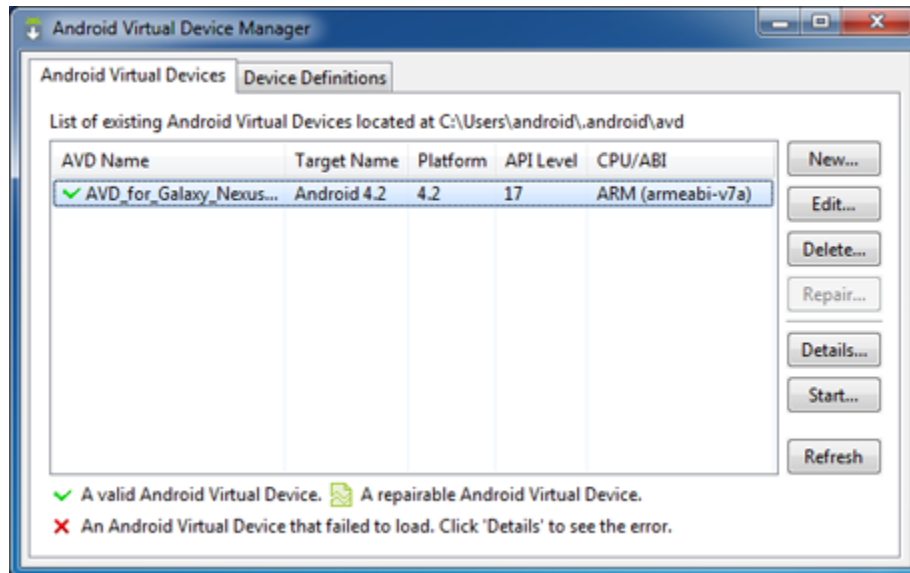 Android Virtual Device Manager
Android Virtual Devices Device Definitions
List of existing Android Virtual Devices located at C:\Users\android\.android\avd
AVD Name Target Name Platform API Level CPU/ABI
AVD_for_Galaxy_Nexus... Android 4.2 4.2 17 ARM (armeabi-v7a)
New...
Edit...
Delete...
Repair...
Details...
Start...
Refresh
A valid Android Virtual Device. A repairable Android Virtual Device.
An Android Virtual Device that failed to load. Click 'Details' to see the error.